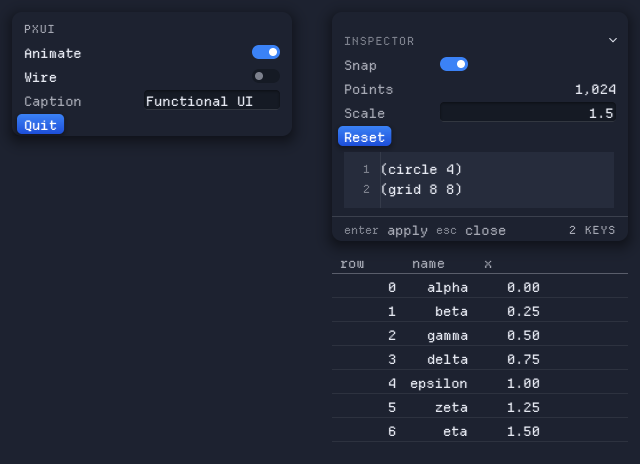 PXUI
Animate
Wire
Caption Functional UI
Quit
INSPECTOR
Snap
Points 1,024
Scale 1.5
Reset
1 (circle 4)
2 (grid 8 8)
enter apply esc close 2 KEYS
row name x
0 alpha 0.00
1 beta 0.25
2 gamma 0.50
3 delta 0.75
4 epsilon 1.00
5 zeta 1.25
6 eta 1.50